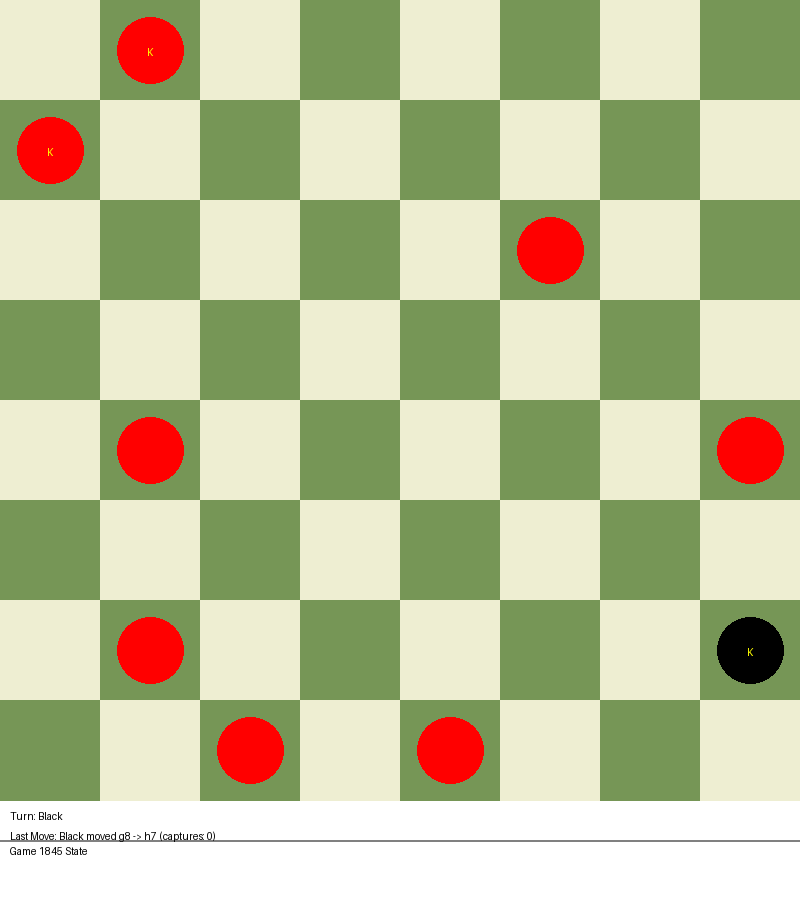 K
K
K
Turn: Black
Last Move: Black moved g8 -> h7 (captures: 0)
Game 1845 State